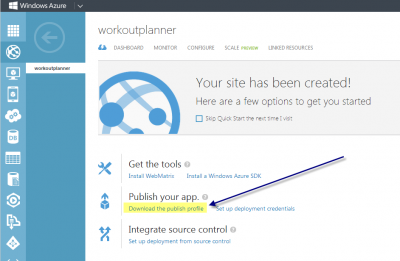 Windows Azure
workoutplanner
workoutplanner
DASHBOARD MONITOR CONFIGURE SCALE PREVIEW LINKED RESOURCES
Your site has been created!
Here are a few options to get you started
Skip Quick Start the next time I visit
Get the tools
Install WebMatrix Install a Windows Azure SDK
Publish your app.
Download the publish profile Set up deployment credentials
Integrate source control
Set up deployment from source control